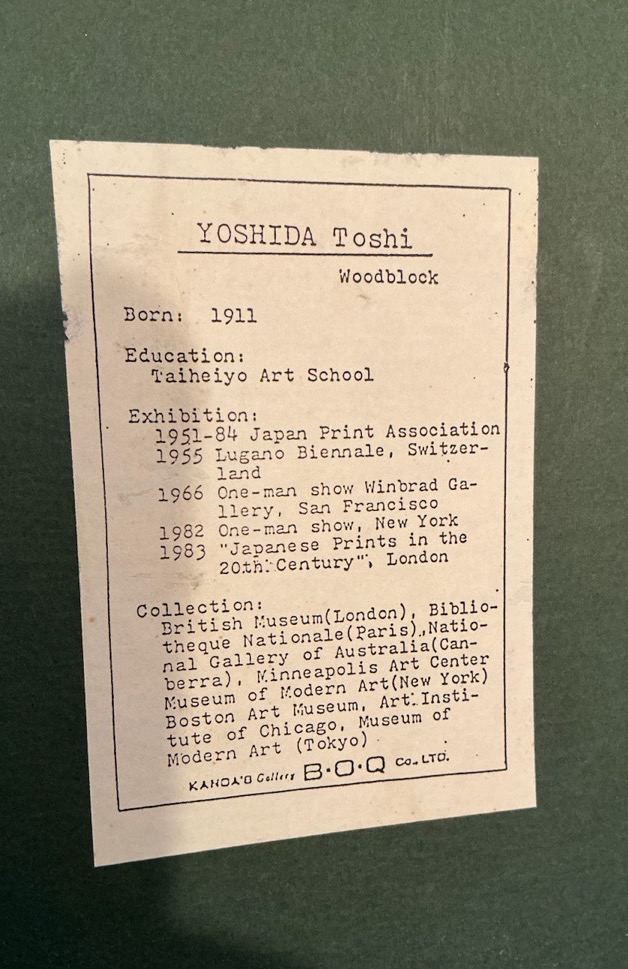 YOSHIDA Toshi
Woodblock
Born: 1911
Education:
Taiheiyo Art School
Exhibition:
1951-84 Japan Print Association
1955 Lugano Biennale, Switzer-
land
1966 One-man show Winbrad Ga-
llery, San Francisco
1982 One-man show, New York
1983 "Japanese Prints in the
20th Century", London
Collection:
British Museum(London), Biblio-
theque Nationale(Paris),Natio-
nal Gallery of Australia(Can-
berra), Minneapolis Art Center
Museum of Modern Art(New York)
Boston Art Museum, Art Insti-
tute of Chicago, Museum of
Modern Art (Tokyo)
Gallery B·O·Q Co., LTD.